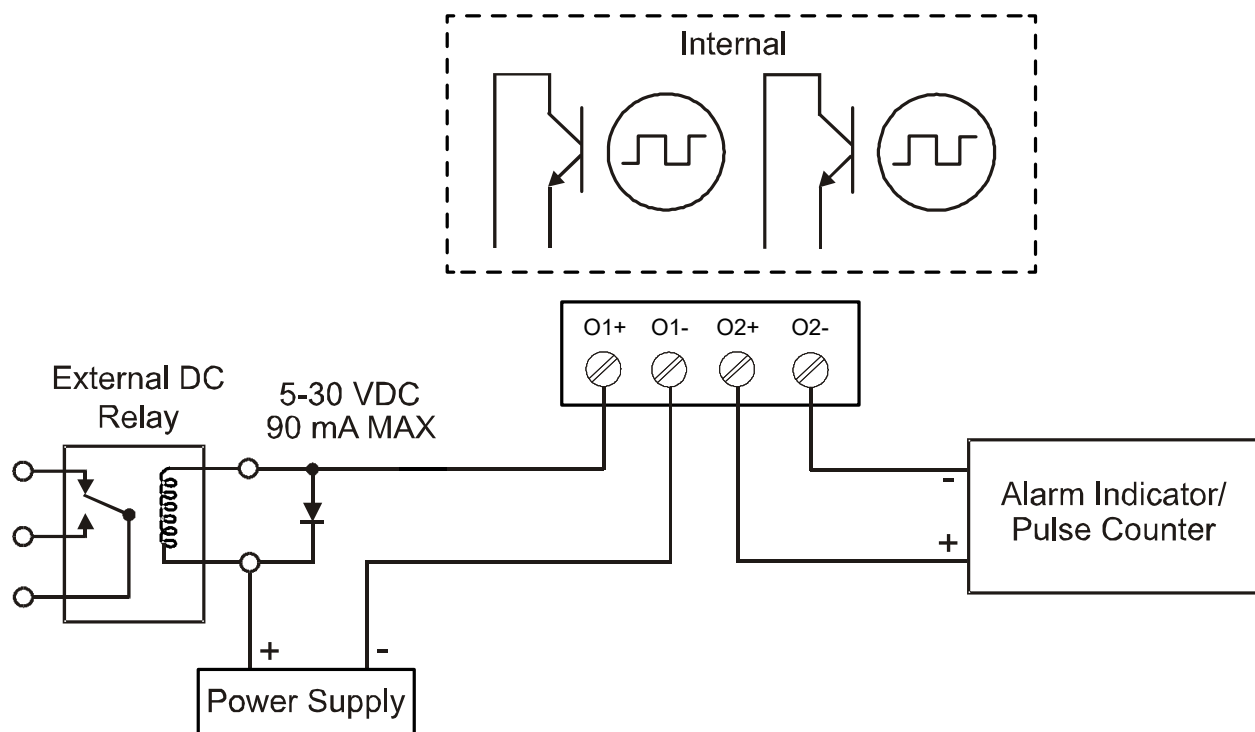 Internal
O1+ O1- O2+ O2-
External DC
Relay
5-30 VDC
90 mA MAX
-
+
Alarm Indicator/
Pulse Counter
+ -
Power Supply